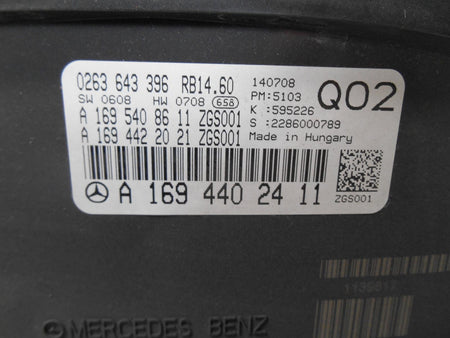 0263 643 396 RB14.60
SW 0608 HW 0708 658
A 169 540 86 11 ZGS001
A 169 442 20 21 ZGS001
140708
PM:5103
K :595226
S :2286000789
Made in Hungary
Q02
A 169 440 24 11
ZGS001
MERCEDES BENZ